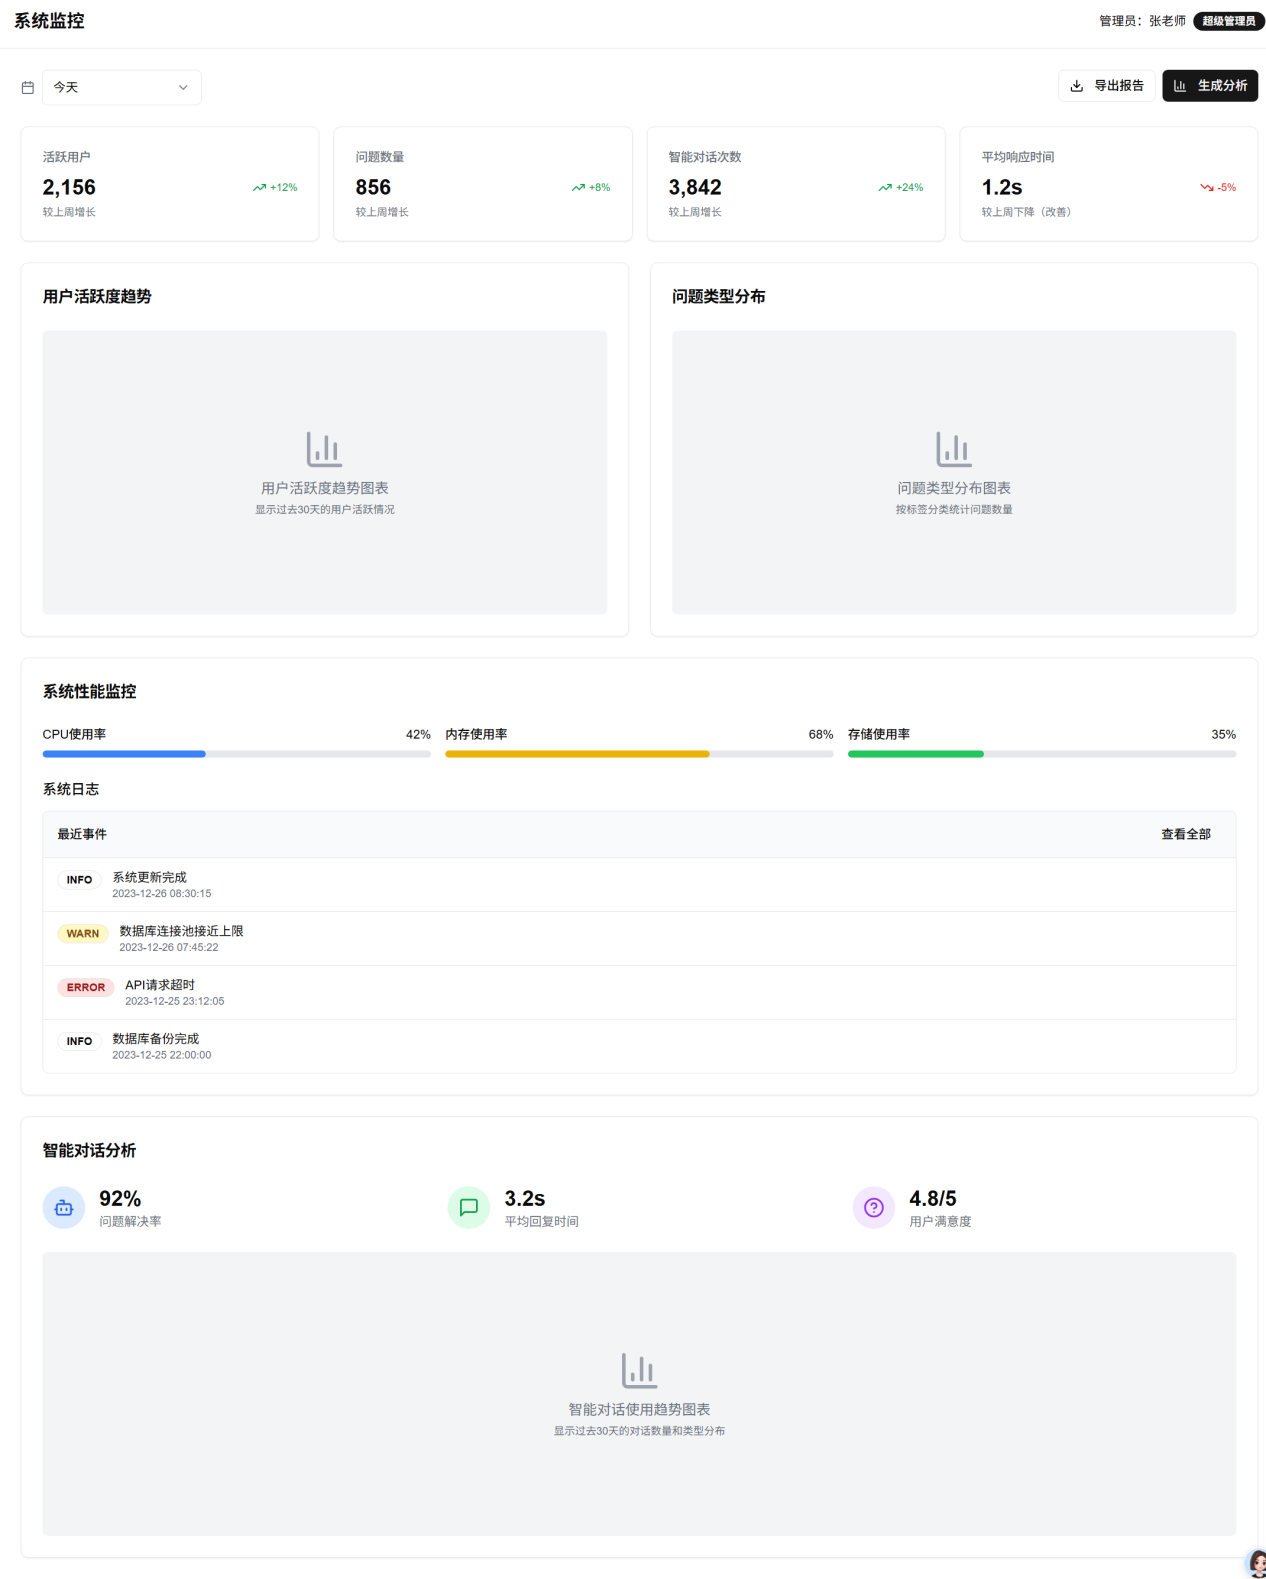 系统监控
管理员：张老师 超级管理员
今天
导出报告
生成分析
活跃用户
2,156
+12%
较上周增长
问题数量
856
+8%
较上周增长
智能对话次数
3,842
+24%
较上周增长
平均响应时间
1.2s
-5%
较上周下降（改善）
用户活跃度趋势
用户活跃度趋势图表
显示过去30天的用户活跃情况
问题类型分布
问题类型分布图表
按标签分类统计问题数量
系统性能监控
CPU使用率 42%
内存使用率 68%
存储使用率 35%
系统日志
最近事件 查看全部
INFO 系统更新完成
2023-12-26 08:30:15
WARN 数据库连接池接近上限
2023-12-26 07:45:22
ERROR API请求超时
2023-12-25 23:12:05
INFO 数据库备份完成
2023-12-25 22:00:00
智能对话分析
92%
问题解决率
3.2s
平均回复时间
4.8/5
用户满意度
智能对话使用趋势图表
显示过去30天的对话数量和类型分布